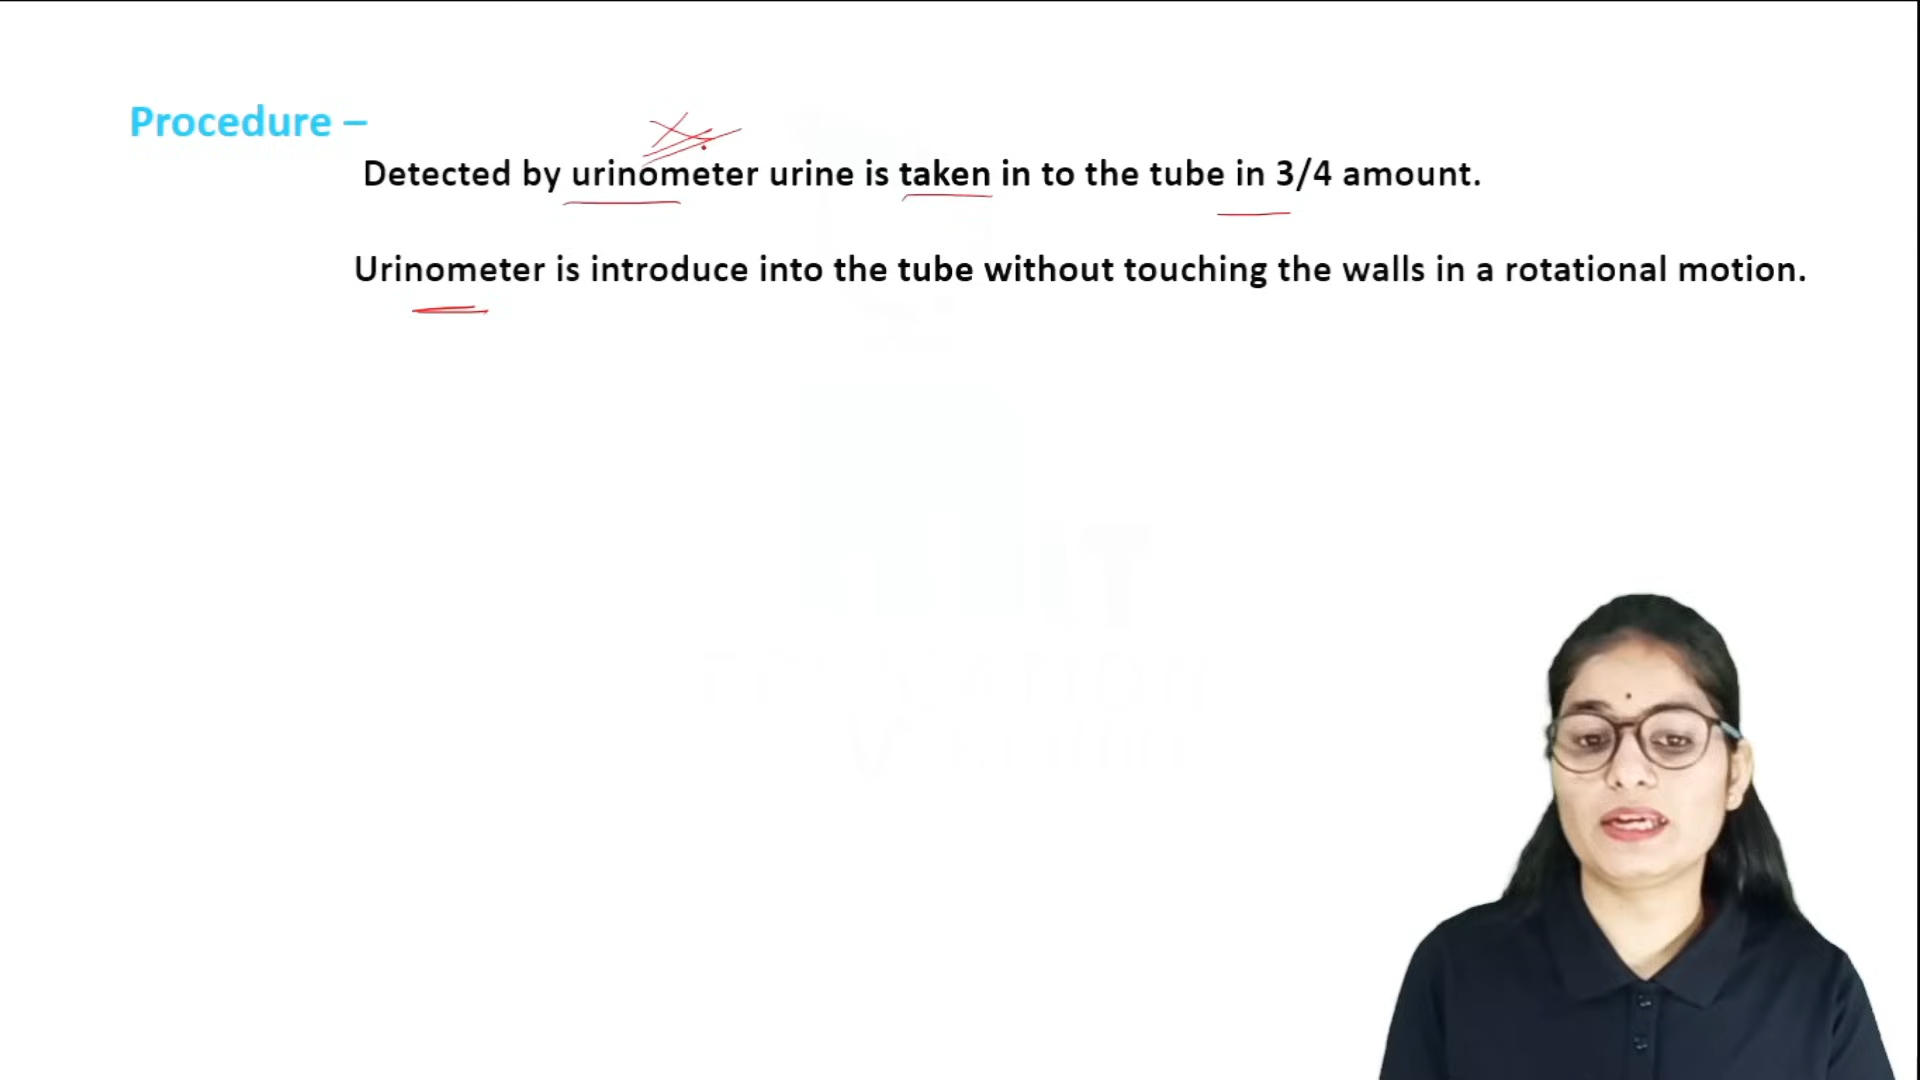 Procedure –
Detected by urinometer urine is taken in to the tube in 3/4 amount.
Urinometer is introduce into the tube without touching the walls in a rotational motion.